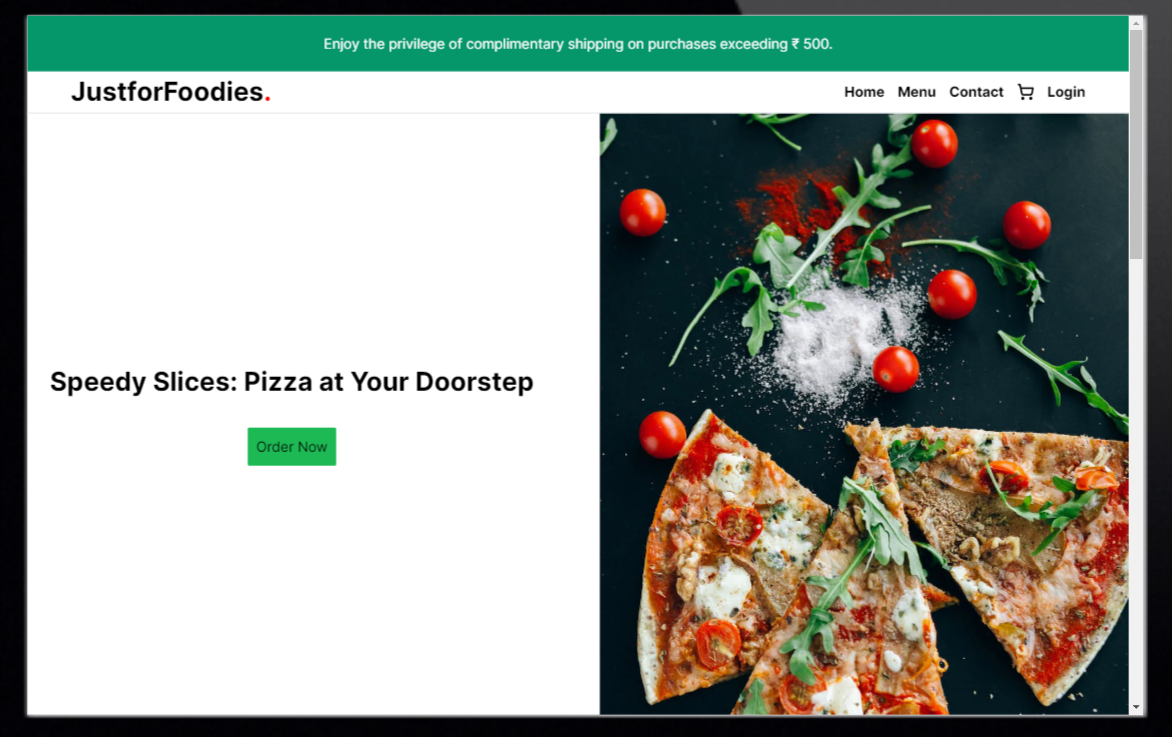 Enjoy the privilege of complimentary shipping on purchases exceeding ₹ 500.
JustforFoodies.
Home Menu Contact Login
Speedy Slices: Pizza at Your Doorstep
Order Now